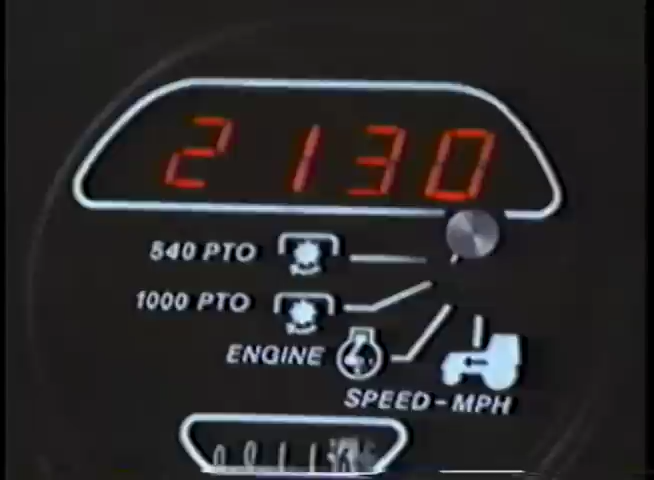 2130
540 PTO
1000 PTO
ENGINE
SPEED-MPH